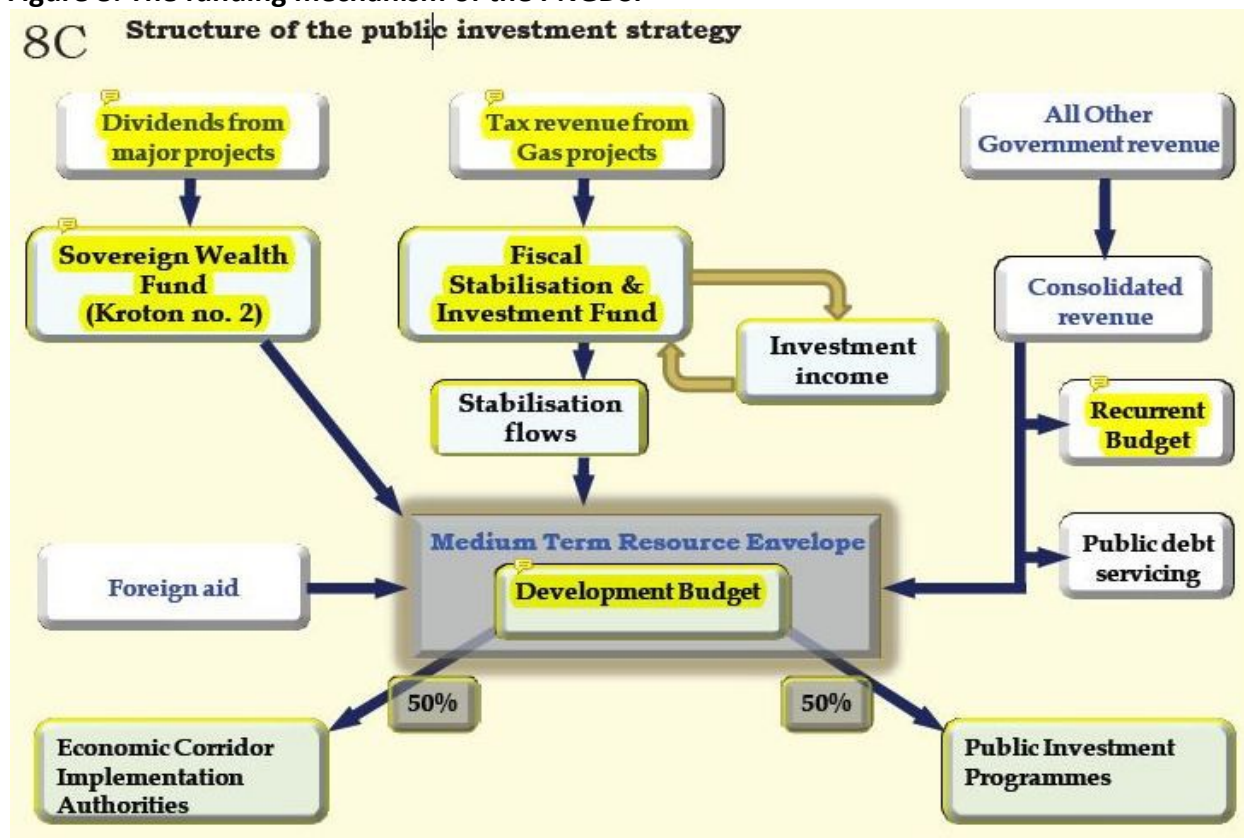 8C Structure of the public investment strategy
Dividends from
major projects
Tax revenue from
Gas projects
All Other
Government revenue
Sovereign Wealth
Fund
(Kroton no. 2)
Fiscal
Stabilisation &
Investment Fund
Consolidated
revenue
Investment
income
Stabilisation
flows
Recurrent
Budget
Medium Term Resource Envelope
Public debt
servicing
Foreign aid
Development Budget
50%
50%
Economic Corridor
Implementation
Authorities
Public Investment
Programmes